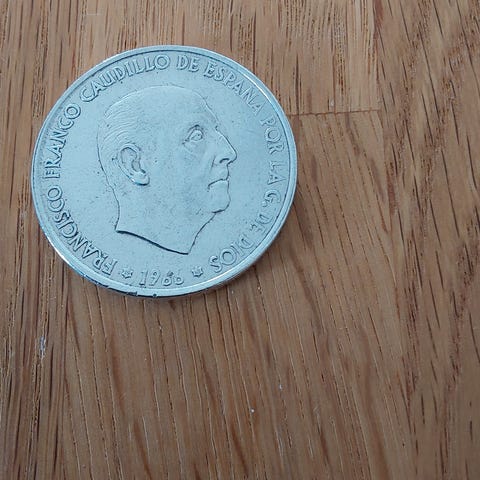 FRANCISCO FRANCO CAUDILLO DE ESPAÑA POR LA G. DE DIOS
1966